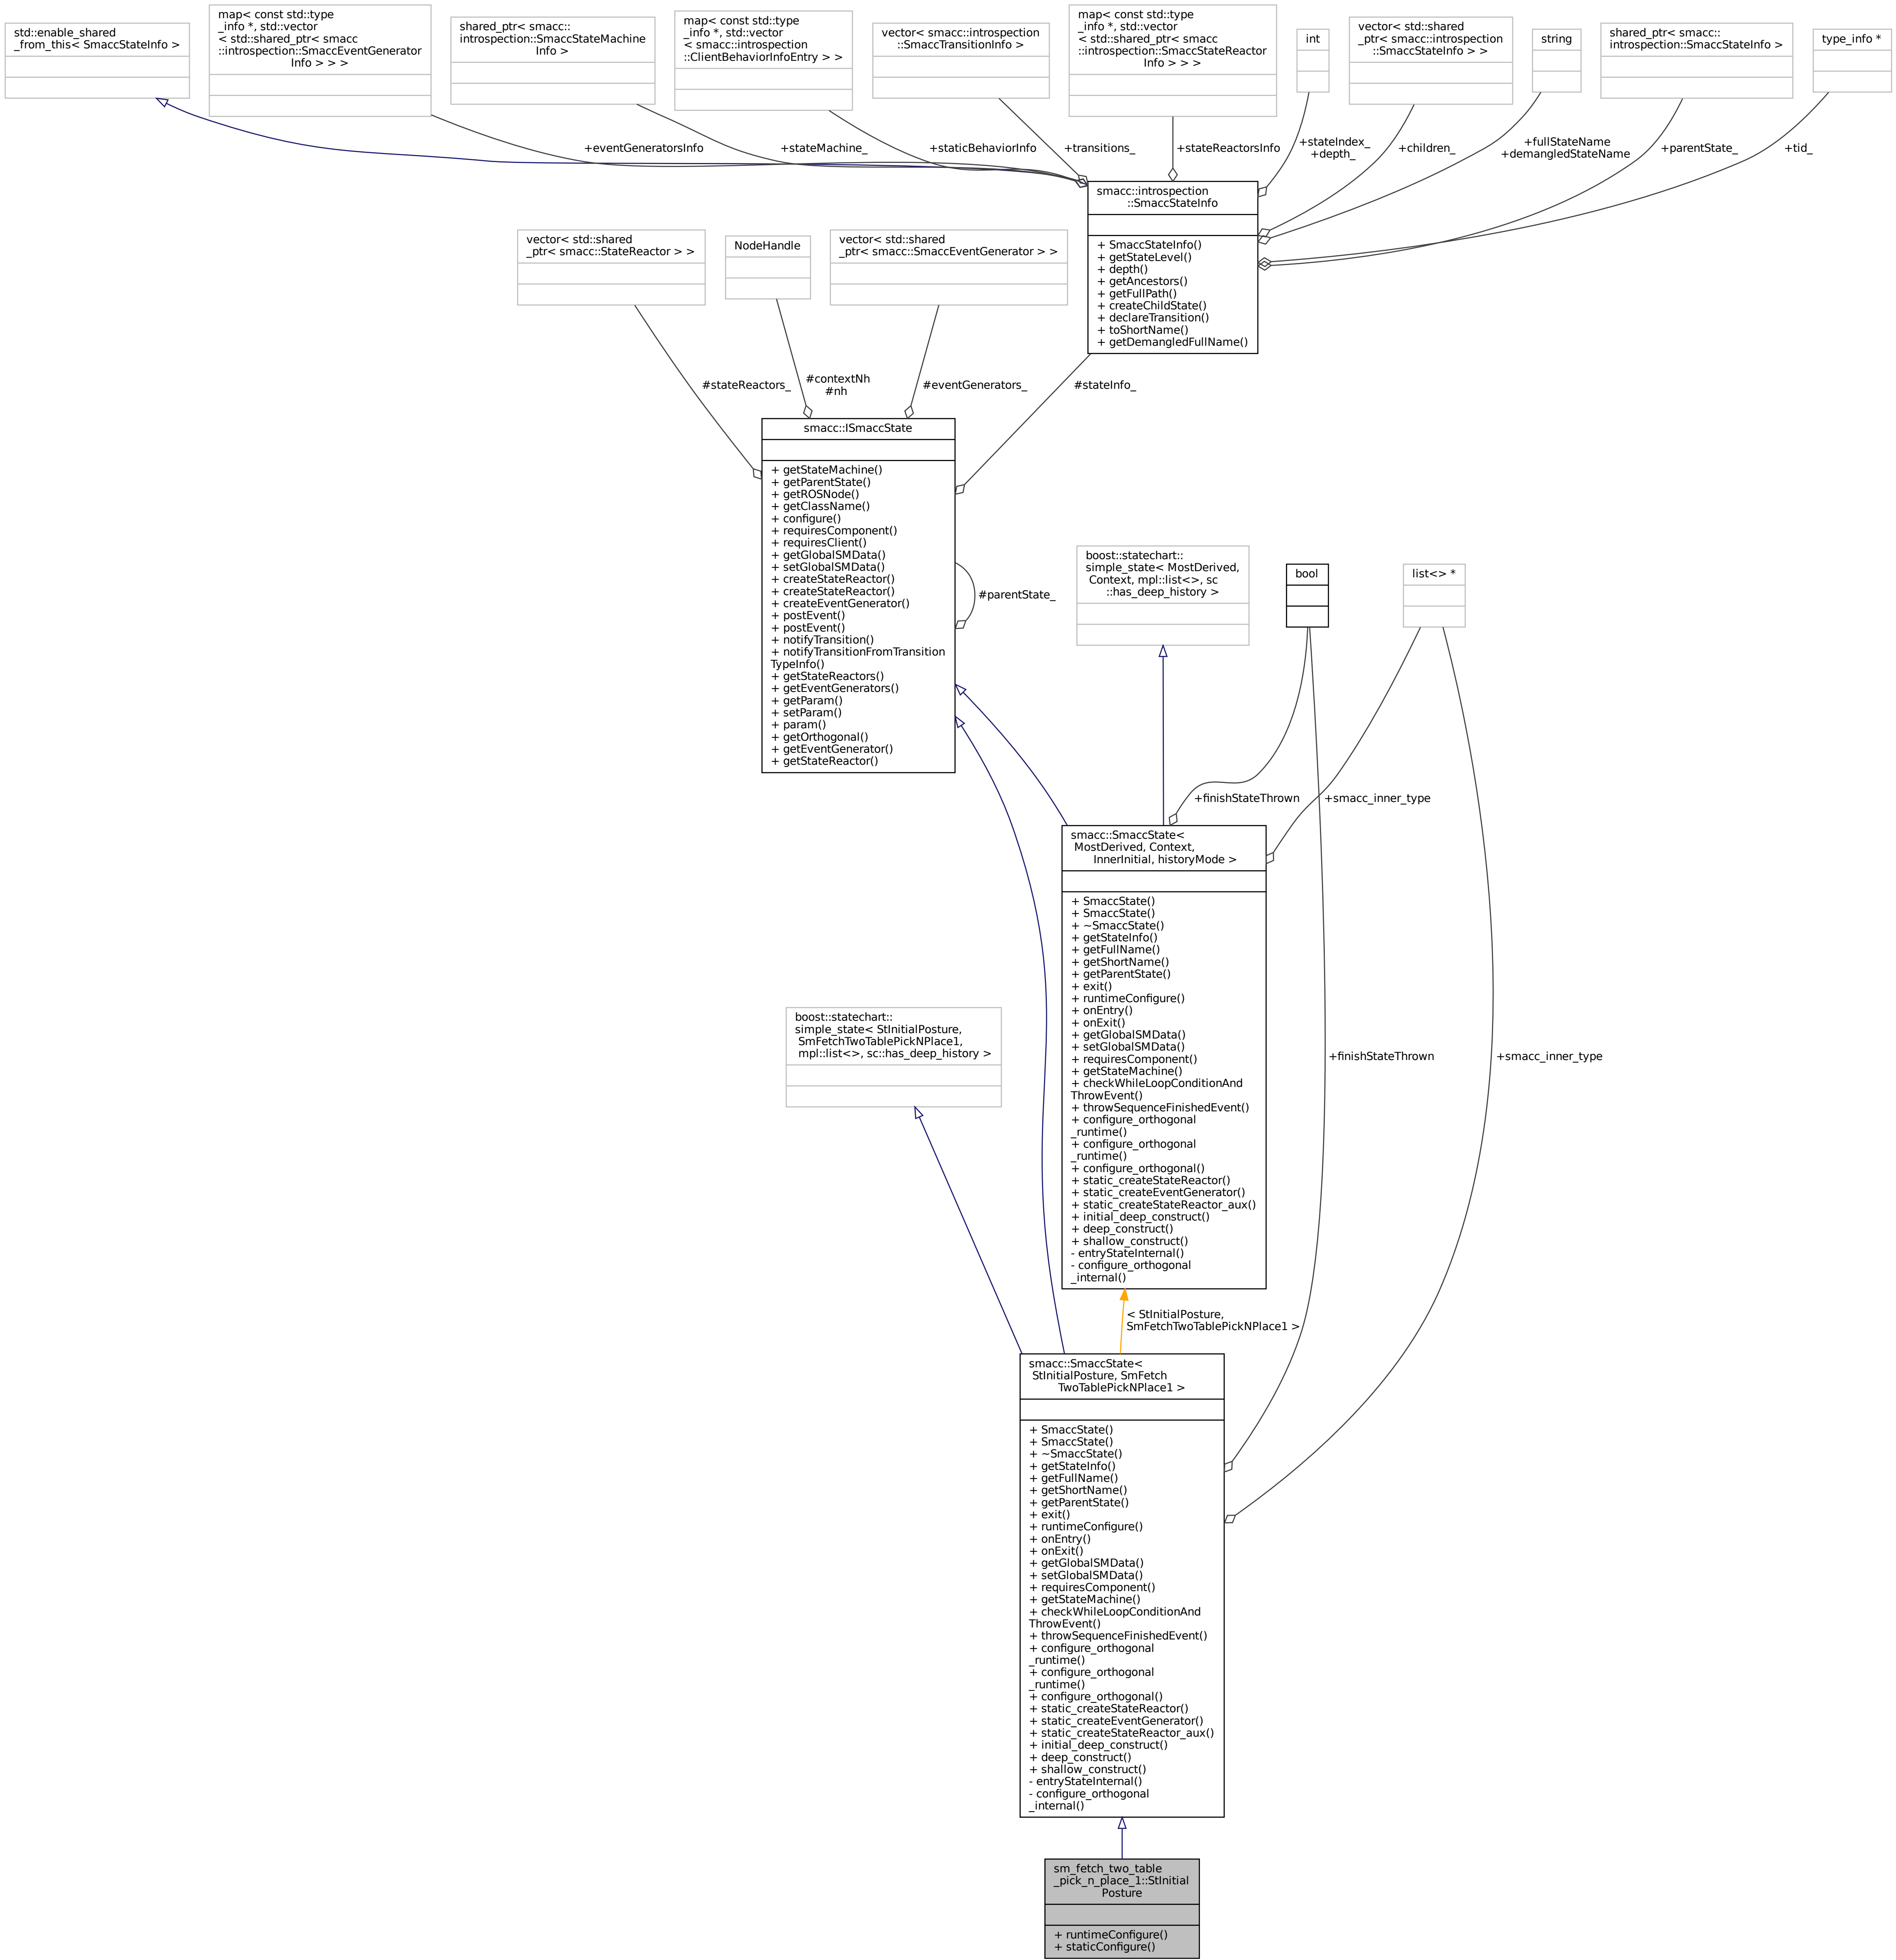 std::enable_shared
_from_this< SmaccStateInfo >
map< const std::type
_info *, std::vector
< std::shared_ptr< smacc
::introspection::SmaccEventGenerator
Info > > >
shared_ptr< smacc::
introspection::SmaccStateMachine
Info >
map< const std::type
_info *, std::vector
< smacc::introspection
::ClientBehaviorInfoEntry > >
vector< smacc::introspection
::SmaccTransitionInfo >
map< const std::type
_info *, std::vector
< std::shared_ptr< smacc
::introspection::SmaccStateReactor
Info > > >
int
vector< std::shared
_ptr< smacc::introspection
::SmaccStateInfo > >
string
shared_ptr< smacc::
introspection::SmaccStateInfo >
type_info *
+eventGeneratorsInfo
+stateMachine_
+staticBehaviorInfo
+transitions_
+stateReactorsInfo
+stateIndex_
+depth_
+children_
+fullStateName
+demangledStateName
+parentState_
+tid_
smacc::introspection
::SmaccStateInfo
+ SmaccStateInfo()
+ getStateLevel()
+ depth()
+ getAncestors()
+ getFullPath()
+ createChildState()
+ declareTransition()
+ toShortName()
+ getDemangledFullName()
vector< std::shared
_ptr< smacc::StateReactor > >
NodeHandle
vector< std::shared
_ptr< smacc::SmaccEventGenerator > >
#stateReactors_
#contextNh
#nh
#eventGenerators_
#stateInfo_
smacc::ISmaccState
+ getStateMachine()
+ getParentState()
+ getROSNode()
+ getClassName()
+ configure()
+ requiresComponent()
+ requiresClient()
+ getGlobalSMData()
+ setGlobalSMData()
+ createStateReactor()
+ createStateReactor()
+ createEventGenerator()
+ postEvent()
+ postEvent()
+ notifyTransition()
+ notifyTransitionFromTransition
TypeInfo()
+ getStateReactors()
+ getEventGenerators()
+ getParam()
+ setParam()
+ param()
+ getOrthogonal()
+ getEventGenerator()
+ getStateReactor()
#parentState_
boost::statechart::
simple_state< MostDerived,
Context, mpl::list<>, sc
::has_deep_history >
bool
list<> *
+finishStateThrown
+smacc_inner_type
smacc::SmaccState<
MostDerived, Context,
InnerInitial, historyMode >
+ SmaccState()
+ SmaccState()
+ ~SmaccState()
+ getStateInfo()
+ getFullName()
+ getShortName()
+ getParentState()
+ exit()
+ runtimeConfigure()
+ onEntry()
+ onExit()
+ getGlobalSMData()
+ setGlobalSMData()
+ requiresComponent()
+ getStateMachine()
+ checkWhileLoopConditionAnd
ThrowEvent()
+ throwSequenceFinishedEvent()
+ configure_orthogonal
_runtime()
+ configure_orthogonal
_runtime()
+ configure_orthogonal()
+ static_createStateReactor()
+ static_createEventGenerator()
+ static_createStateReactor_aux()
+ initial_deep_construct()
+ deep_construct()
+ shallow_construct()
- entryStateInternal()
- configure_orthogonal
_internal()
boost::statechart::
simple_state< StInitialPosture,
SmFetchTwoTablePickNPlace1,
mpl::list<>, sc::has_deep_history >
+finishStateThrown
+smacc_inner_type
< StInitialPosture,
SmFetchTwoTablePickNPlace1 >
smacc::SmaccState<
StInitialPosture, SmFetch
TwoTablePickNPlace1 >
+ SmaccState()
+ SmaccState()
+ ~SmaccState()
+ getStateInfo()
+ getFullName()
+ getShortName()
+ getParentState()
+ exit()
+ runtimeConfigure()
+ onEntry()
+ onExit()
+ getGlobalSMData()
+ setGlobalSMData()
+ requiresComponent()
+ getStateMachine()
+ checkWhileLoopConditionAnd
ThrowEvent()
+ throwSequenceFinishedEvent()
+ configure_orthogonal
_runtime()
+ configure_orthogonal
_runtime()
+ configure_orthogonal()
+ static_createStateReactor()
+ static_createEventGenerator()
+ static_createStateReactor_aux()
+ initial_deep_construct()
+ deep_construct()
+ shallow_construct()
- entryStateInternal()
- configure_orthogonal
_internal()
sm_fetch_two_table
_pick_n_place_1::StInitial
Posture
+ runtimeConfigure()
+ staticConfigure()